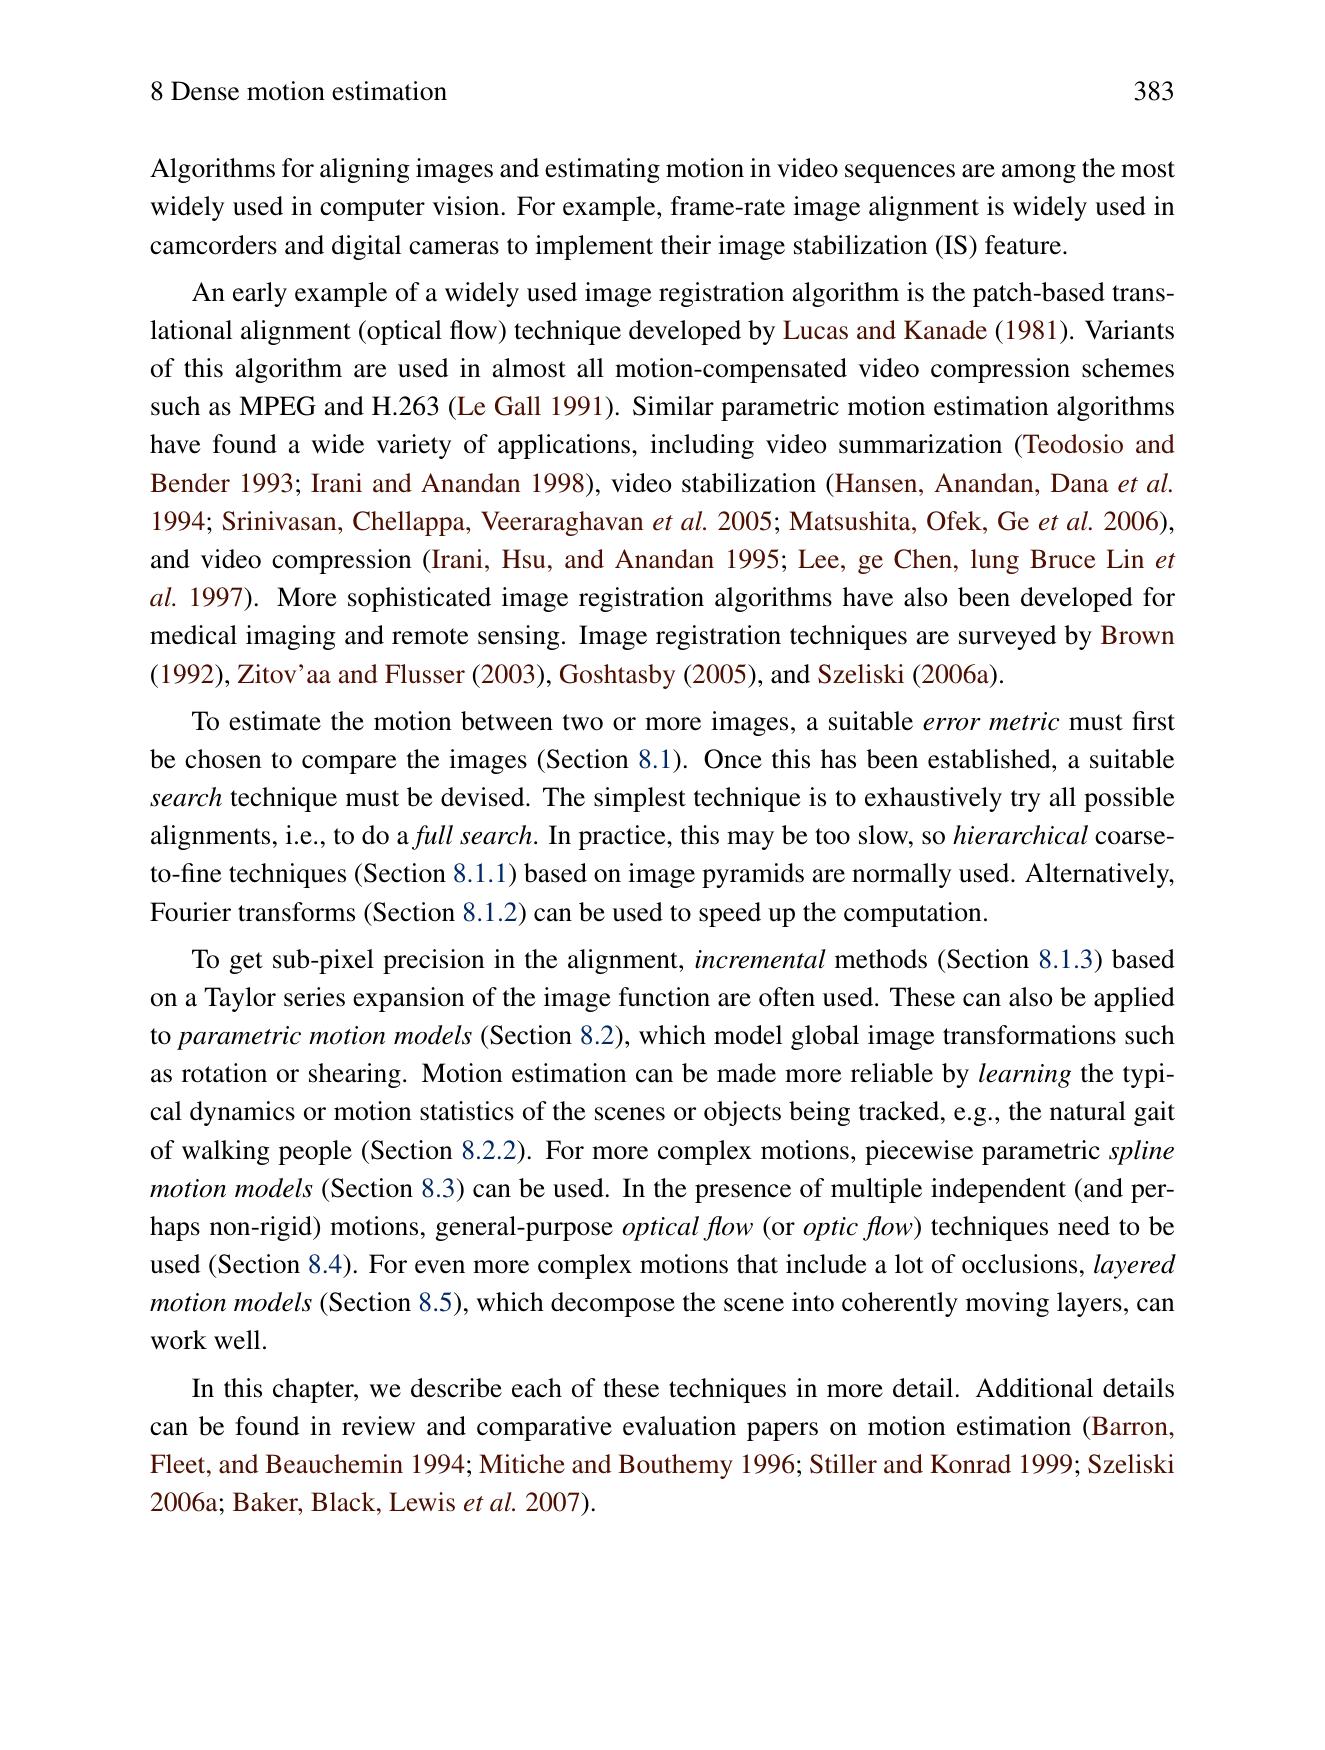 8 Dense motion estimation 383
Algorithms for aligning images and estimating motion in video sequences are among the most
widely used in computer vision. For example, frame-rate image alignment is widely used in
camcorders and digital cameras to implement their image stabilization (IS) feature.
An early example of a widely used image registration algorithm is the patch-based trans-
lational alignment (optical flow) technique developed by Lucas and Kanade (1981). Variants
of this algorithm are used in almost all motion-compensated video compression schemes
such as MPEG and H.263 (Le Gall 1991). Similar parametric motion estimation algorithms
have found a wide variety of applications, including video summarization (Teodosio and
Bender 1993; Irani and Anandan 1998), video stabilization (Hansen, Anandan, Dana et al.
1994; Srinivasan, Chellappa, Veeraraghavan et al. 2005; Matsushita, Ofek, Ge et al. 2006),
and video compression (Irani, Hsu, and Anandan 1995; Lee, ge Chen, lung Bruce Lin et
al. 1997). More sophisticated image registration algorithms have also been developed for
medical imaging and remote sensing. Image registration techniques are surveyed by Brown
(1992), Zitov'aa and Flusser (2003), Goshtasby (2005), and Szeliski (2006a).
To estimate the motion between two or more images, a suitable error metric must first
be chosen to compare the images (Section 8.1). Once this has been established, a suitable
search technique must be devised. The simplest technique is to exhaustively try all possible
alignments, i.e., to do a full search. In practice, this may be too slow, so hierarchical coarse-
to-fine techniques (Section 8.1.1) based on image pyramids are normally used. Alternatively,
Fourier transforms (Section 8.1.2) can be used to speed up the computation.
To get sub-pixel precision in the alignment, incremental methods (Section 8.1.3) based
on a Taylor series expansion of the image function are often used. These can also be applied
to parametric motion models (Section 8.2), which model global image transformations such
as rotation or shearing. Motion estimation can be made more reliable by learning the typi-
cal dynamics or motion statistics of the scenes or objects being tracked, e.g., the natural gait
of walking people (Section 8.2.2). For more complex motions, piecewise parametric spline
motion models (Section 8.3) can be used. In the presence of multiple independent (and per-
haps non-rigid) motions, general-purpose optical flow (or optic flow) techniques need to be
used (Section 8.4). For even more complex motions that include a lot of occlusions, layered
motion models (Section 8.5), which decompose the scene into coherently moving layers, can
work well.
In this chapter, we describe each of these techniques in more detail. Additional details
can be found in review and comparative evaluation papers on motion estimation (Barron,
Fleet, and Beauchemin 1994; Mitiche and Bouthemy 1996; Stiller and Konrad 1999; Szeliski
2006a; Baker, Black, Lewis et al. 2007).